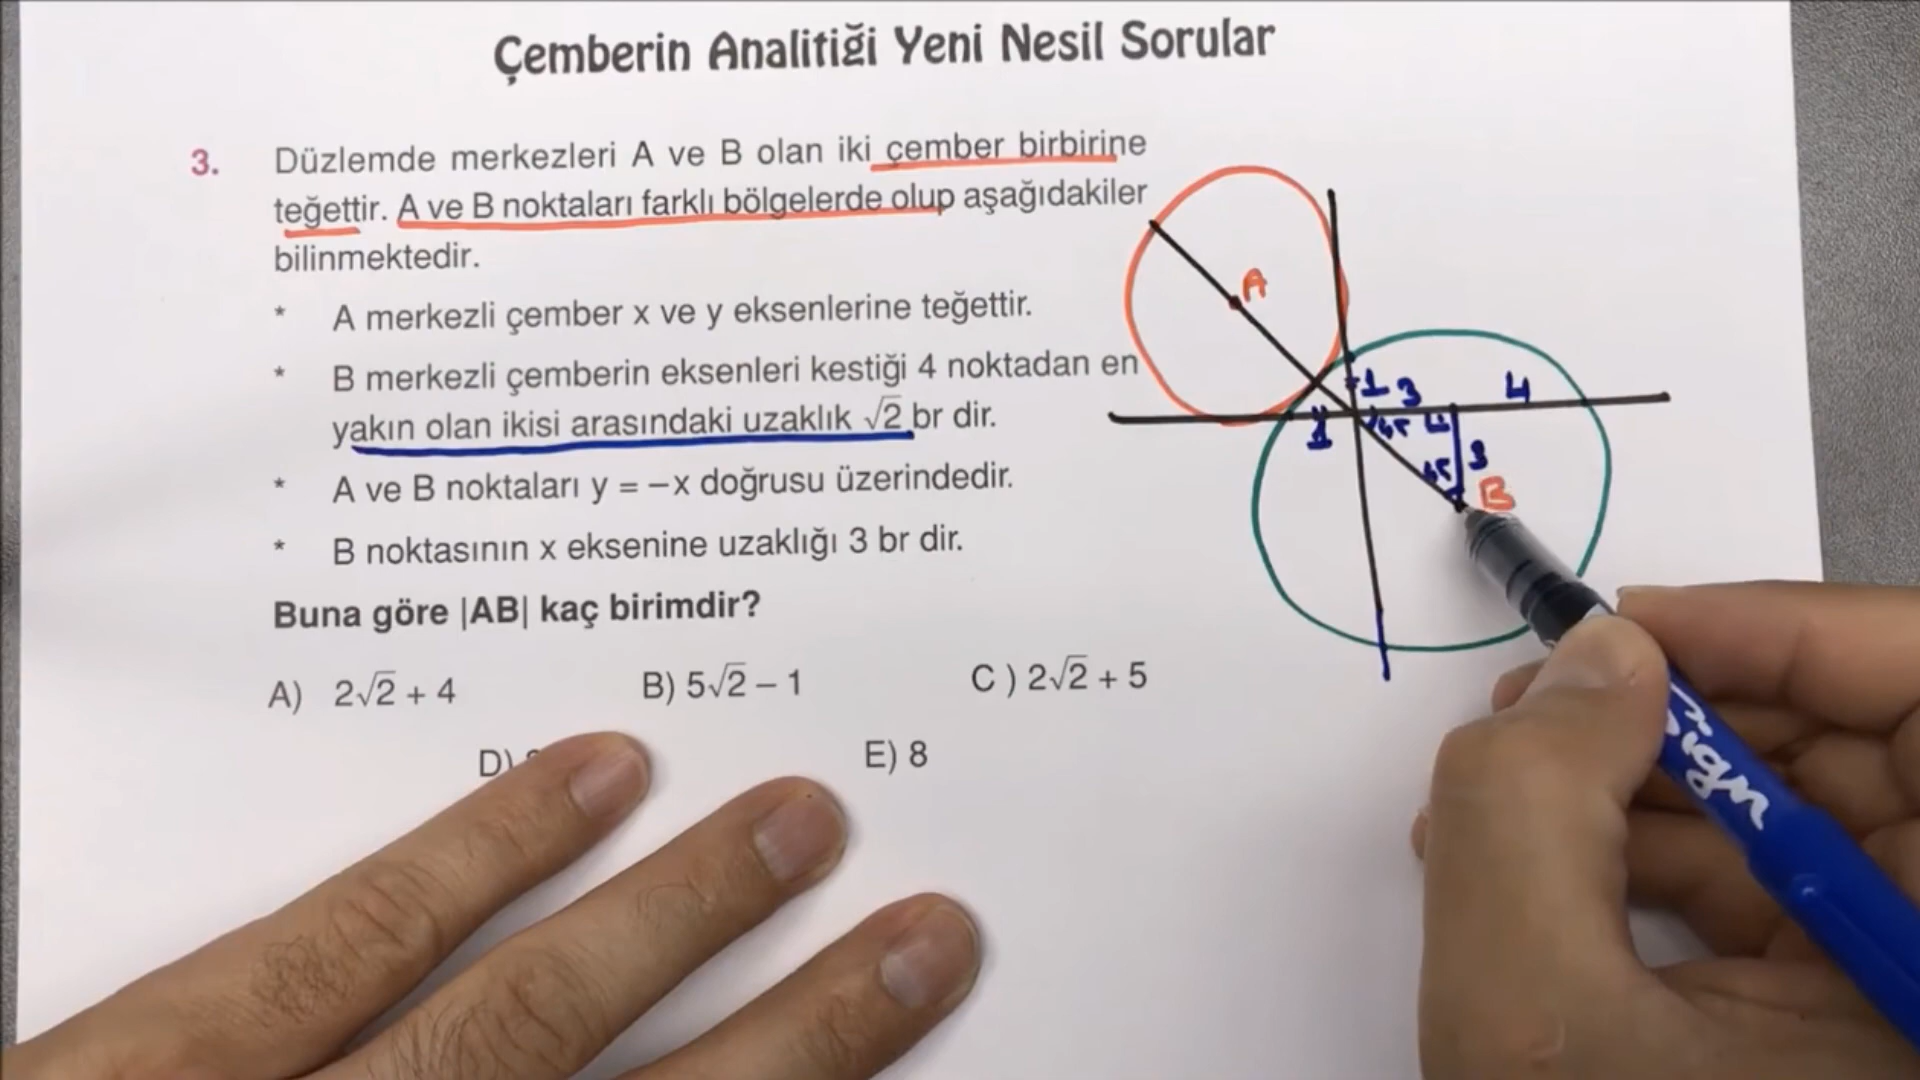 Çemberin Analitiği Yeni Nesil Sorular
3. Düzlemde merkezleri A ve B olan iki çember birbirine
teğettir. A ve B noktaları farklı bölgelerde olup aşağıdakiler
bilinmektedir.
* A merkezli çember x ve y eksenlerine teğettir.
* B merkezli çemberin eksenleri kestiği 4 noktadan en
yakın olan ikisi arasındaki uzaklık √2 br dir.
* A ve B noktaları y = −x doğrusu üzerindedir.
* B noktasının x eksenine uzaklığı 3 br dir.
Buna göre |AB| kaç birimdir?
A) 2√2 + 4 B) 5√2 − 1 C ) 2√2 + 5
D) E) 8
A
1 3 4
1 45
45 3
B
sign